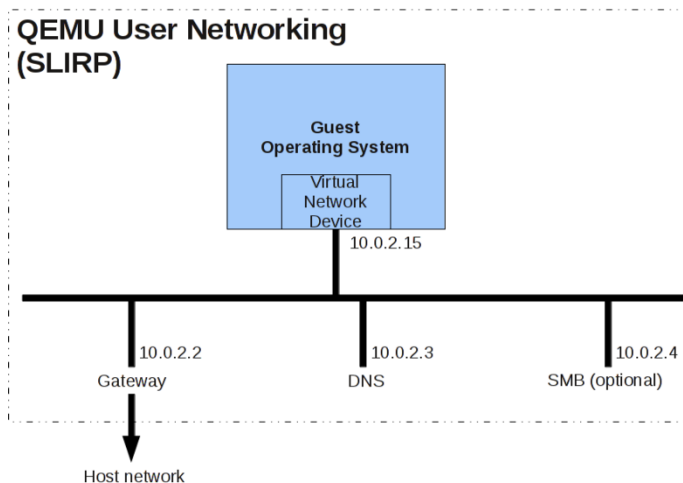 QEMU User Networking
(SLIRP)
Guest
Operating System
Virtual
Network
Device
10.0.2.15
10.0.2.2
10.0.2.3
10.0.2.4
Gateway
DNS
SMB (optional)
Host network